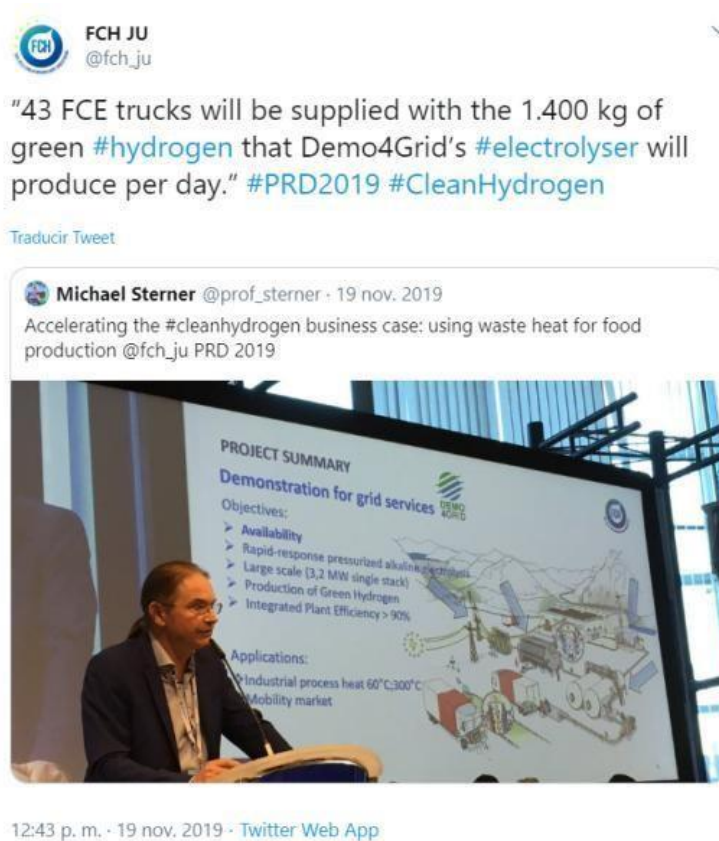 FCH JU
@fch_ju
FCH
"43 FCE trucks will be supplied with the 1.400 kg of
green #hydrogen that Demo4Grid's #electrolyser will
produce per day." #PRD2019 #CleanHydrogen
Traducir Tweet
Michael Sterner @prof_sterner · 19 nov. 2019
Accelerating the #cleanhydrogen business case: using waste heat for food
production @fch_ju PRD 2019
PROJECT SUMMARY
Demonstration for grid services
DEMO
4GRID
Objectives:
➢ Availability
➢ Rapid-response pressurized alkaline electrolysis
➢ Large scale (3,2 MW single stack)
➢ Production of Green Hydrogen
➢ Integrated Plant Efficiency > 90%
Applications:
Industrial process heat 60°C;300°C
Mobility market
12:43 p. m. · 19 nov. 2019 · Twitter Web App